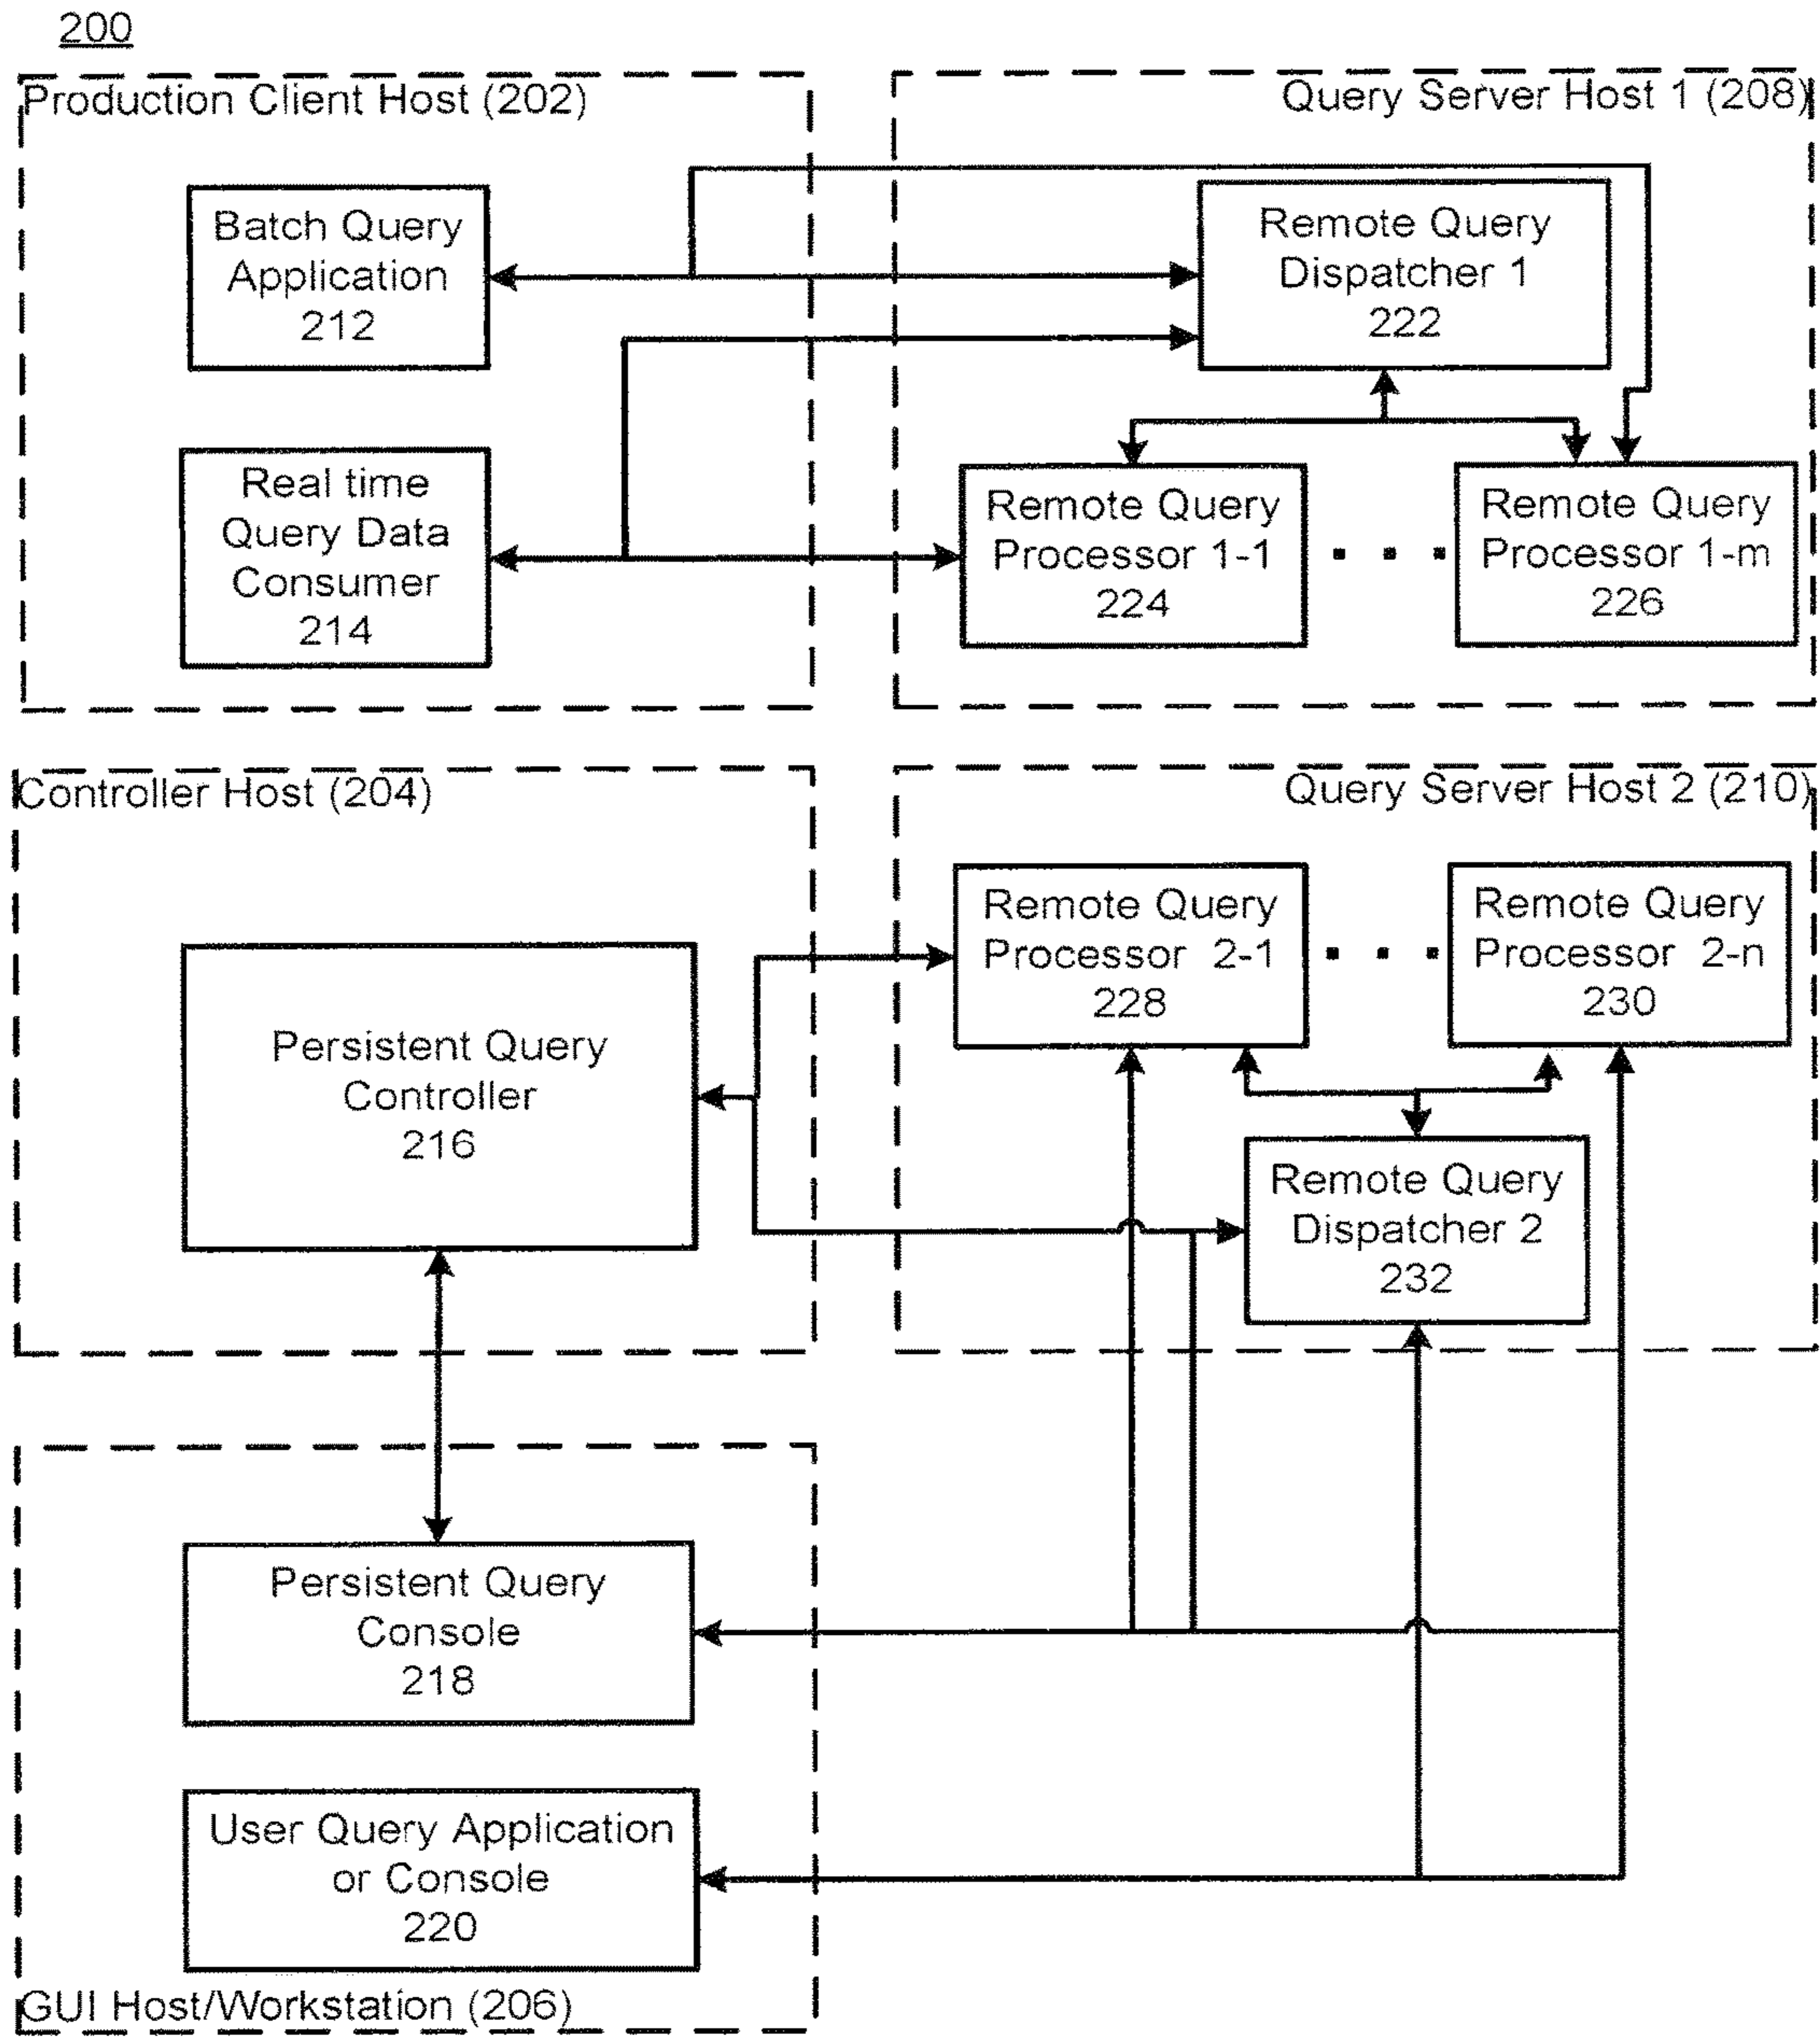 200
Production Client Host (202)
Query Server Host 1 (208)
Batch Query
Application
212
Remote Query
Dispatcher 1
222
Real time
Query Data
Consumer
214
Remote Query
Processor 1-1
224
Remote Query
Processor 1-m
226
Controller Host (204)
Query Server Host 2 (210)
Remote Query
Processor 2-1
228
Remote Query
Processor 2-n
230
Persistent Query
Controller
216
Remote Query
Dispatcher 2
232
Persistent Query
Console
218
User Query Application
or Console
220
GUI Host/Workstation (206)